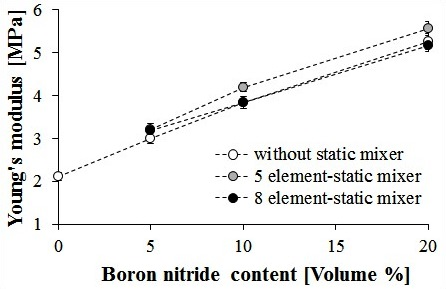 Young's modulus [MPa]
6
5
4
3
2
1
without static mixer
5 element-static mixer
8 element-static mixer
0
5
10
15
20
Boron nitride content [Volume %]